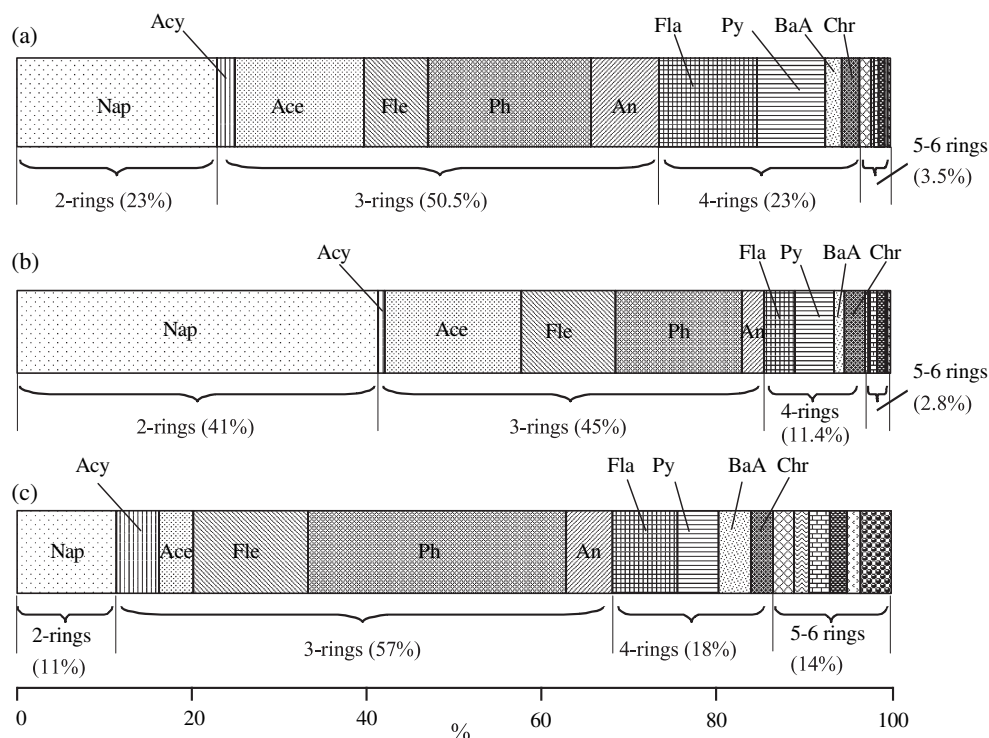 (a)
Acy
Fla Py BaA Chr
Nap Ace Fle Ph An
2-rings (23%) 3-rings (50.5%) 4-rings (23%)
5-6 rings
(3.5%)
(b)
Acy
Fla Py BaA Chr
Nap Ace Fle Ph An
2-rings (41%) 3-rings (45%)
4-rings
(11.4%)
5-6 rings
(2.8%)
(c)
Acy
Fla Py BaA Chr
Nap Ace Fle Ph An
2-rings
(11%)
3-rings (57%) 4-rings (18%)
5-6 rings
(14%)
0 20 40 60 80 100
%